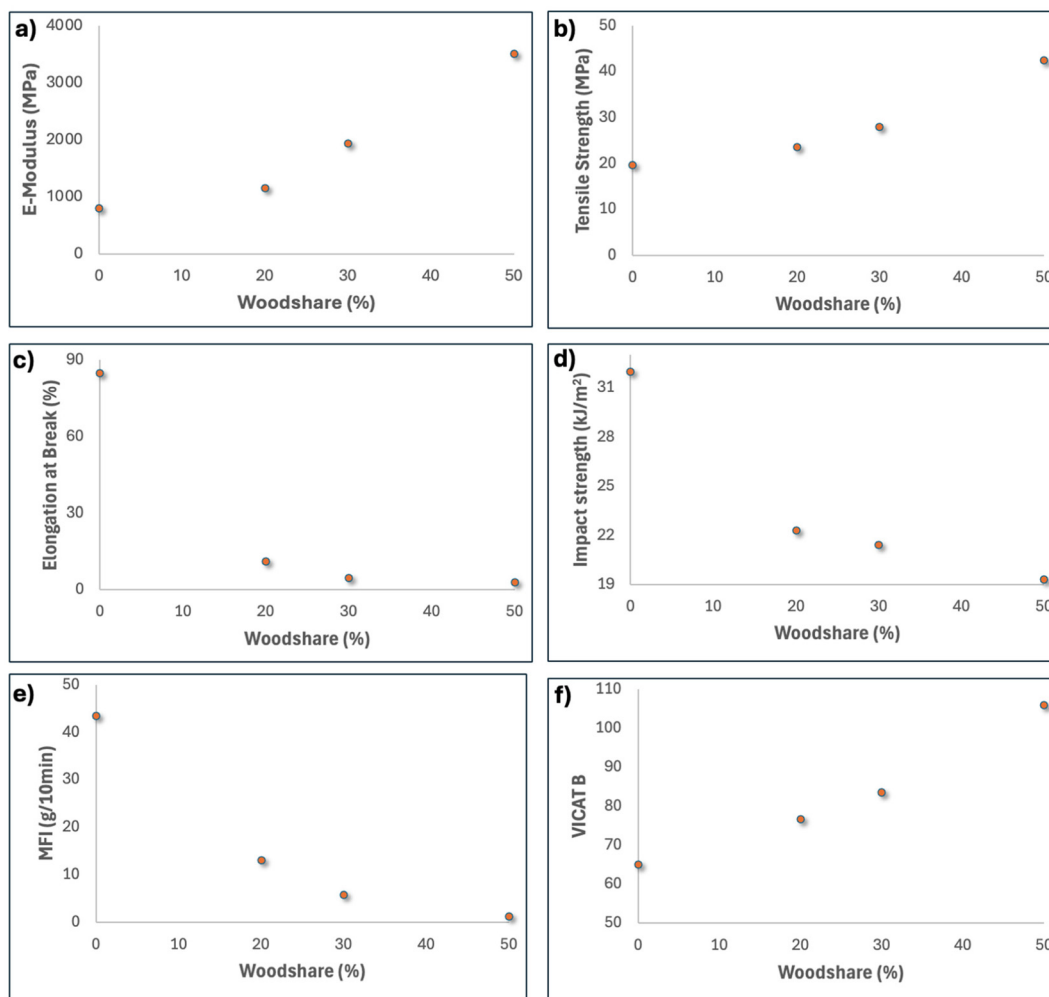 a)
E-Modulus (MPa)
4000
3000
2000
1000
0
0 10 20 30 40 50
Woodshare (%)
b)
Tensile Strength (MPa)
50
40
30
20
10
0
0 10 20 30 40 50
Woodshare (%)
c)
Elongation at Break (%)
90
60
30
0
0 10 20 30 40 50
Woodshare (%)
d)
Impact strength (kJ/m²)
31
28
25
22
19
0 10 20 30 40 50
Woodshare (%)
e)
MFI (g/10min)
50
40
30
20
10
0
0 10 20 30 40 50
Woodshare (%)
f)
VICAT B
110
100
90
80
70
60
50
0 10 20 30 40 50
Woodshare (%)